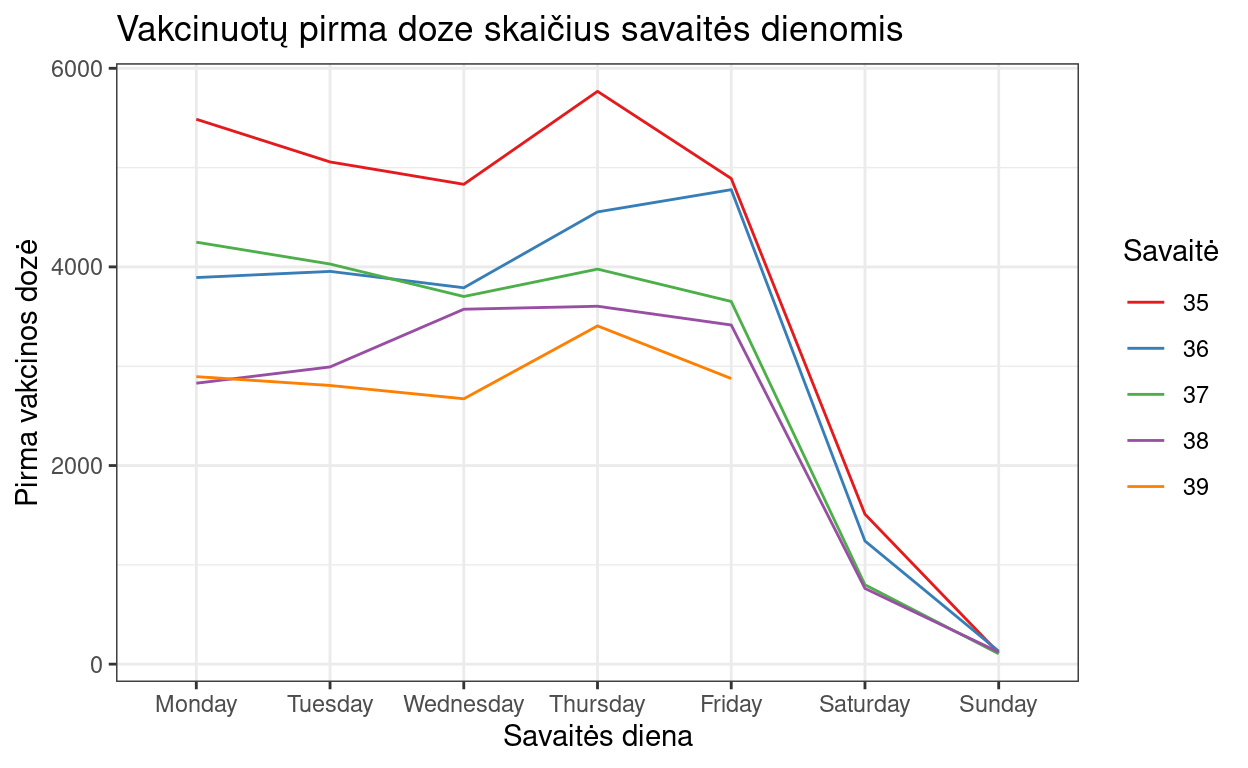 Vakcinuotų pirma doze skaičius savaitės dienomis
Pirma vakcinos dozė
6000
4000
2000
0
Monday Tuesday Wednesday Thursday Friday Saturday Sunday
Savaitės diena
Savaitė
35
36
37
38
39